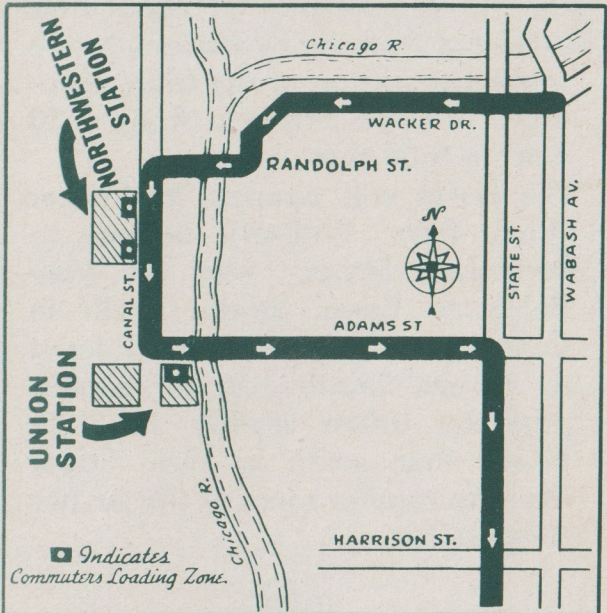 Chicago R.
NORTHWESTERN
STATION
WACKER DR.
RANDOLPH ST.
N
STATE ST.
WABASH AV.
CANAL ST.
ADAMS ST
UNION
STATION
Chicago R.
HARRISON ST.
Indicates
Commuters Loading Zone.